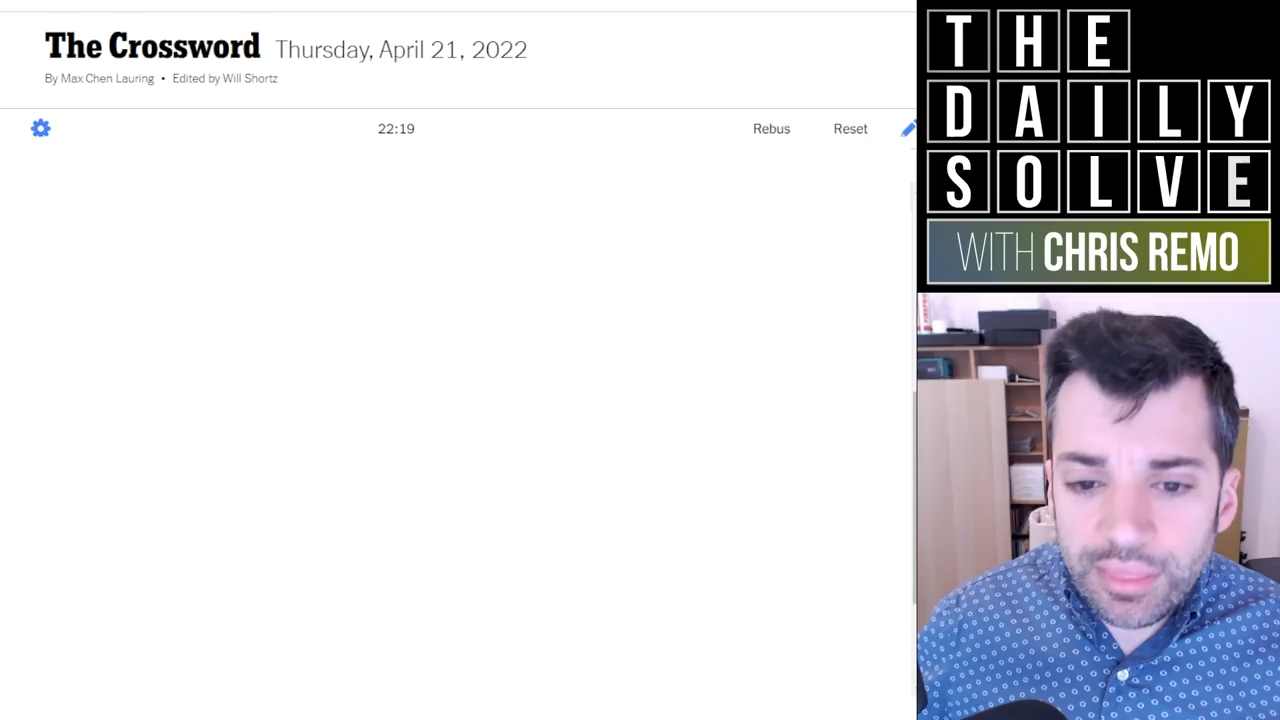 The Crossword Thursday, April 21, 2022
By Max Chen Lauring • Edited by Will Shortz
22:19 Rebus Reset
THE
DAILY
SOLVE
WITH CHRIS REMO